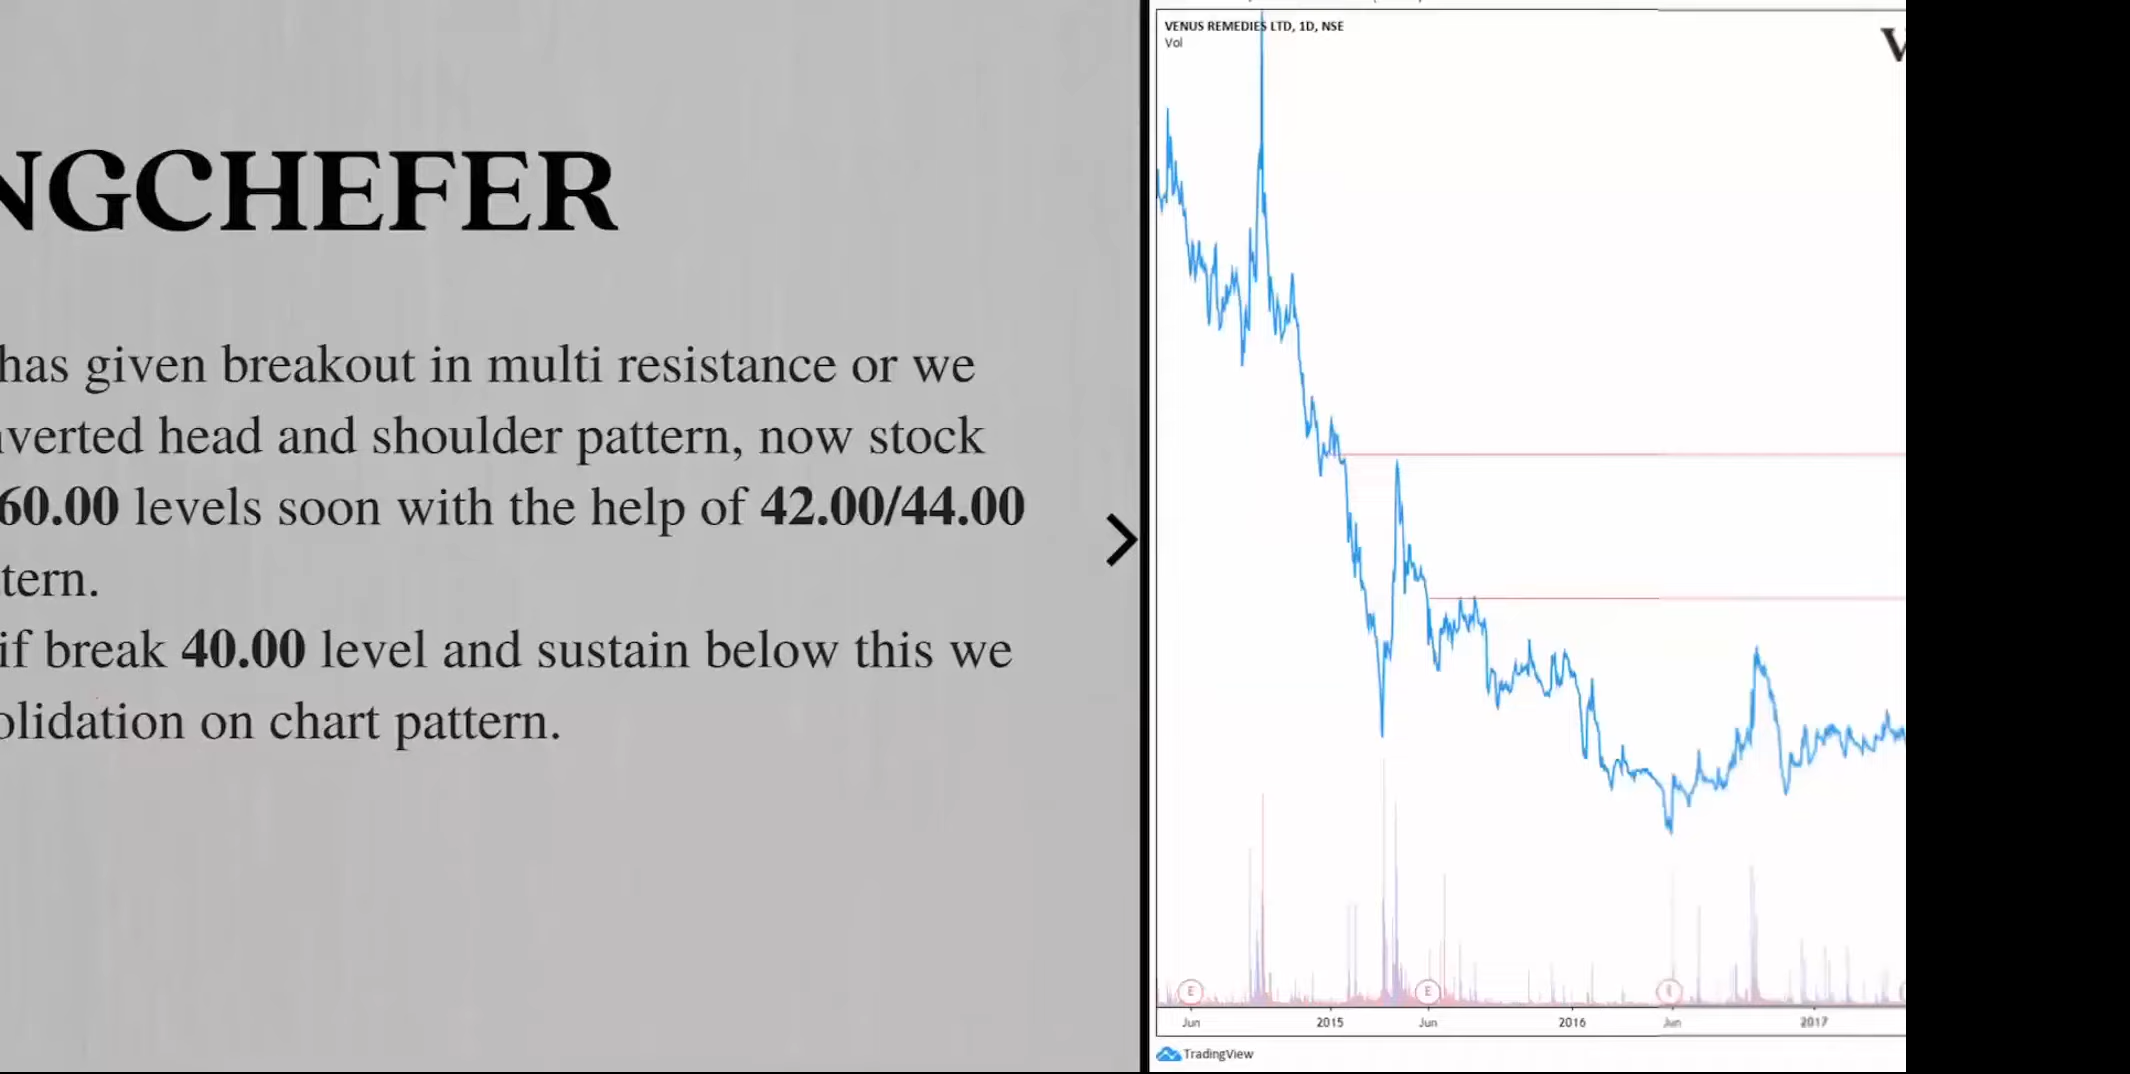 NGCHEFER
has given breakout in multi resistance or we
nverted head and shoulder pattern, now stock
60.00 levels soon with the help of 42.00/44.00
tern.
if break 40.00 level and sustain below this we
olidation on chart pattern.
VENUS REMEDIES LTD, 1D, NSE
Vol
V
E
E
Jun
2015
Jun
2016
Jun
2017
TradingView